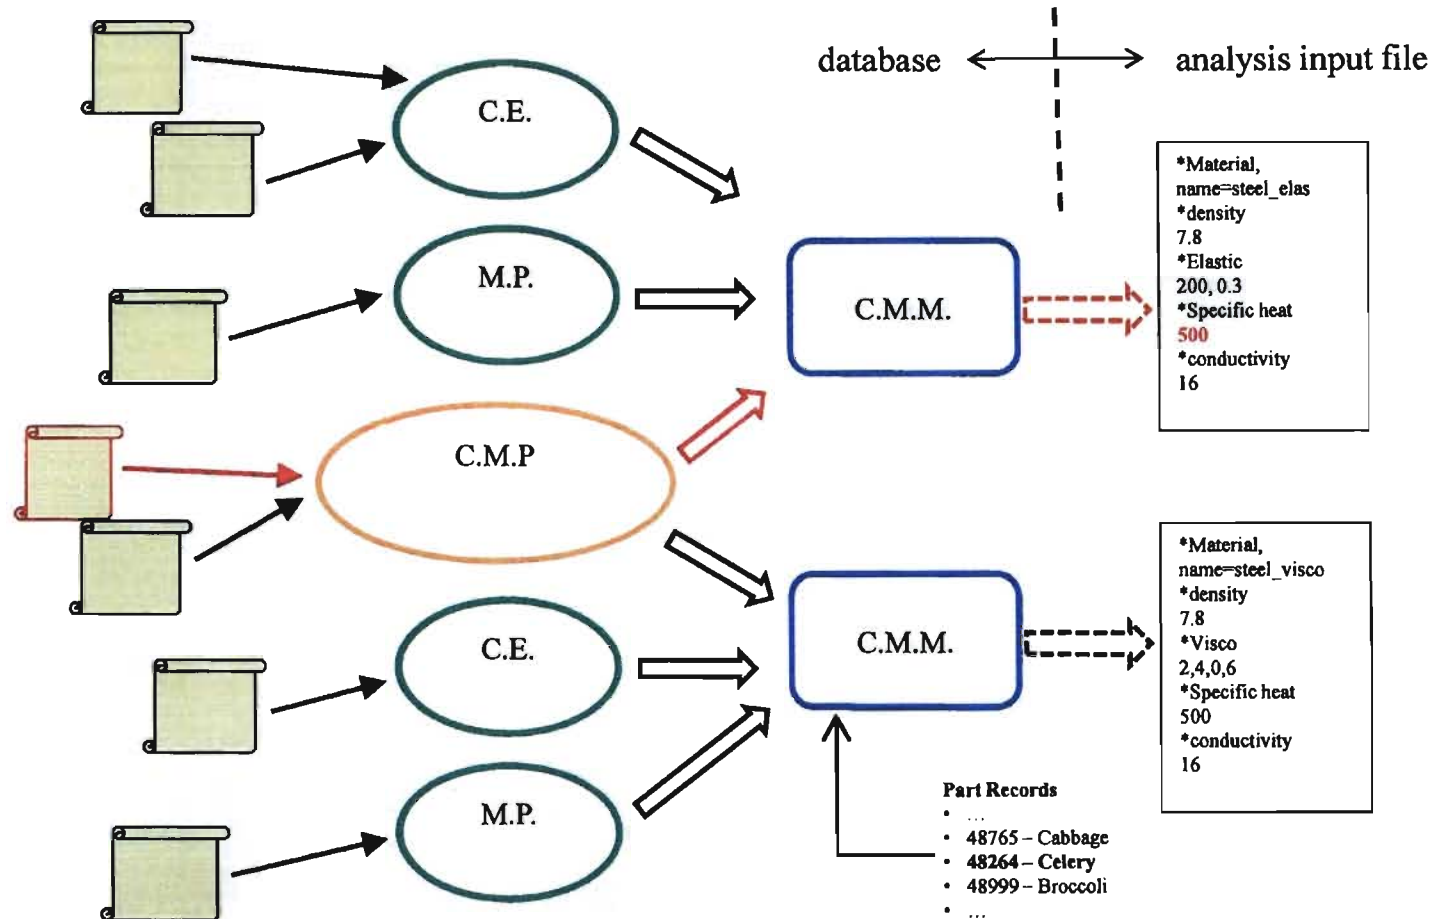 database
analysis input file
C.E.
M.P.
C.M.P
C.E.
M.P.
C.M.M.
C.M.M.
*Material,
name=steel_elas
*density
7.8
*Elastic
200, 0.3
*Specific heat
500
*conductivity
16
*Material,
name=steel_visco
*density
7.8
*Visco
2,4,0,6
*Specific heat
500
*conductivity
16
Part Records
• ...
• 48765 – Cabbage
• 48264 – Celery
• 48999 – Broccoli
• ...